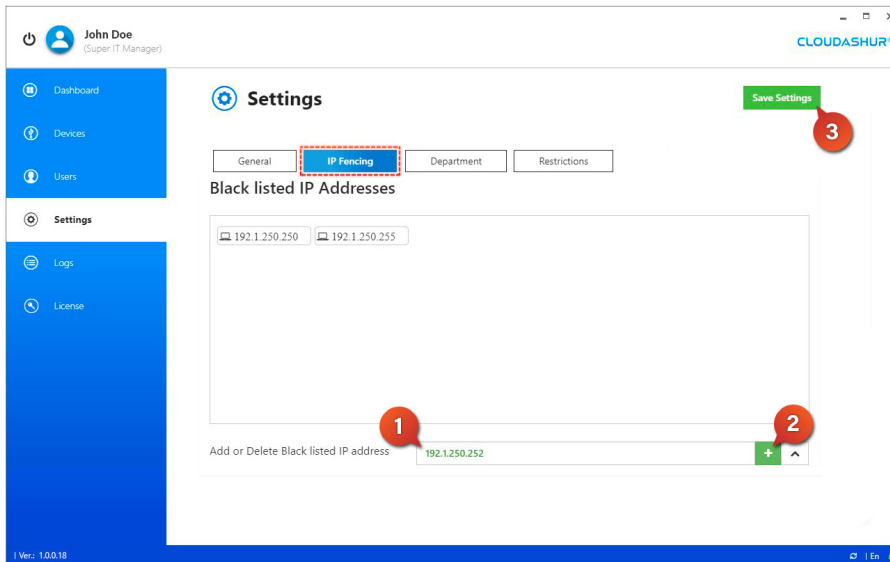 John Doe
(Super IT Manager)
CLOUDASHUR®
Dashboard
Devices
Users
Settings
Logs
License
Settings
Save Settings
3
General
IP Fencing
Department
Restrictions
Black listed IP Addresses
192.1.250.250
192.1.250.255
1
2
Add or Delete Black listed IP address
192.1.250.252
+
| Ver.: 1.0.0.18
| En